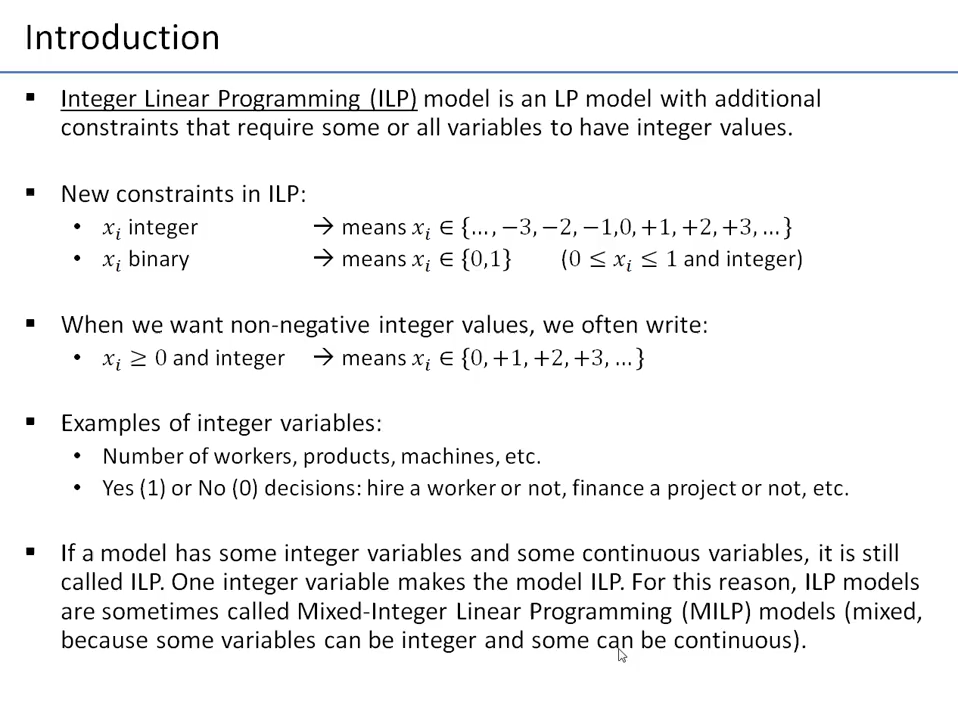 Introduction
▪ Integer Linear Programming (ILP) model is an LP model with additional
constraints that require some or all variables to have integer values.
▪ New constraints in ILP:
• 𝑥ᵢ integer → means 𝑥ᵢ ∈ {…, −3, −2, −1,0, +1, +2, +3, …}
• 𝑥ᵢ binary → means 𝑥ᵢ ∈ {0,1} (0 ≤ 𝑥ᵢ ≤ 1 and integer)
▪ When we want non-negative integer values, we often write:
• 𝑥ᵢ ≥ 0 and integer → means 𝑥ᵢ ∈ {0, +1, +2, +3, …}
▪ Examples of integer variables:
• Number of workers, products, machines, etc.
• Yes (1) or No (0) decisions: hire a worker or not, finance a project or not, etc.
▪ If a model has some integer variables and some continuous variables, it is still
called ILP. One integer variable makes the model ILP. For this reason, ILP models
are sometimes called Mixed-Integer Linear Programming (MILP) models (mixed,
because some variables can be integer and some can be continuous).